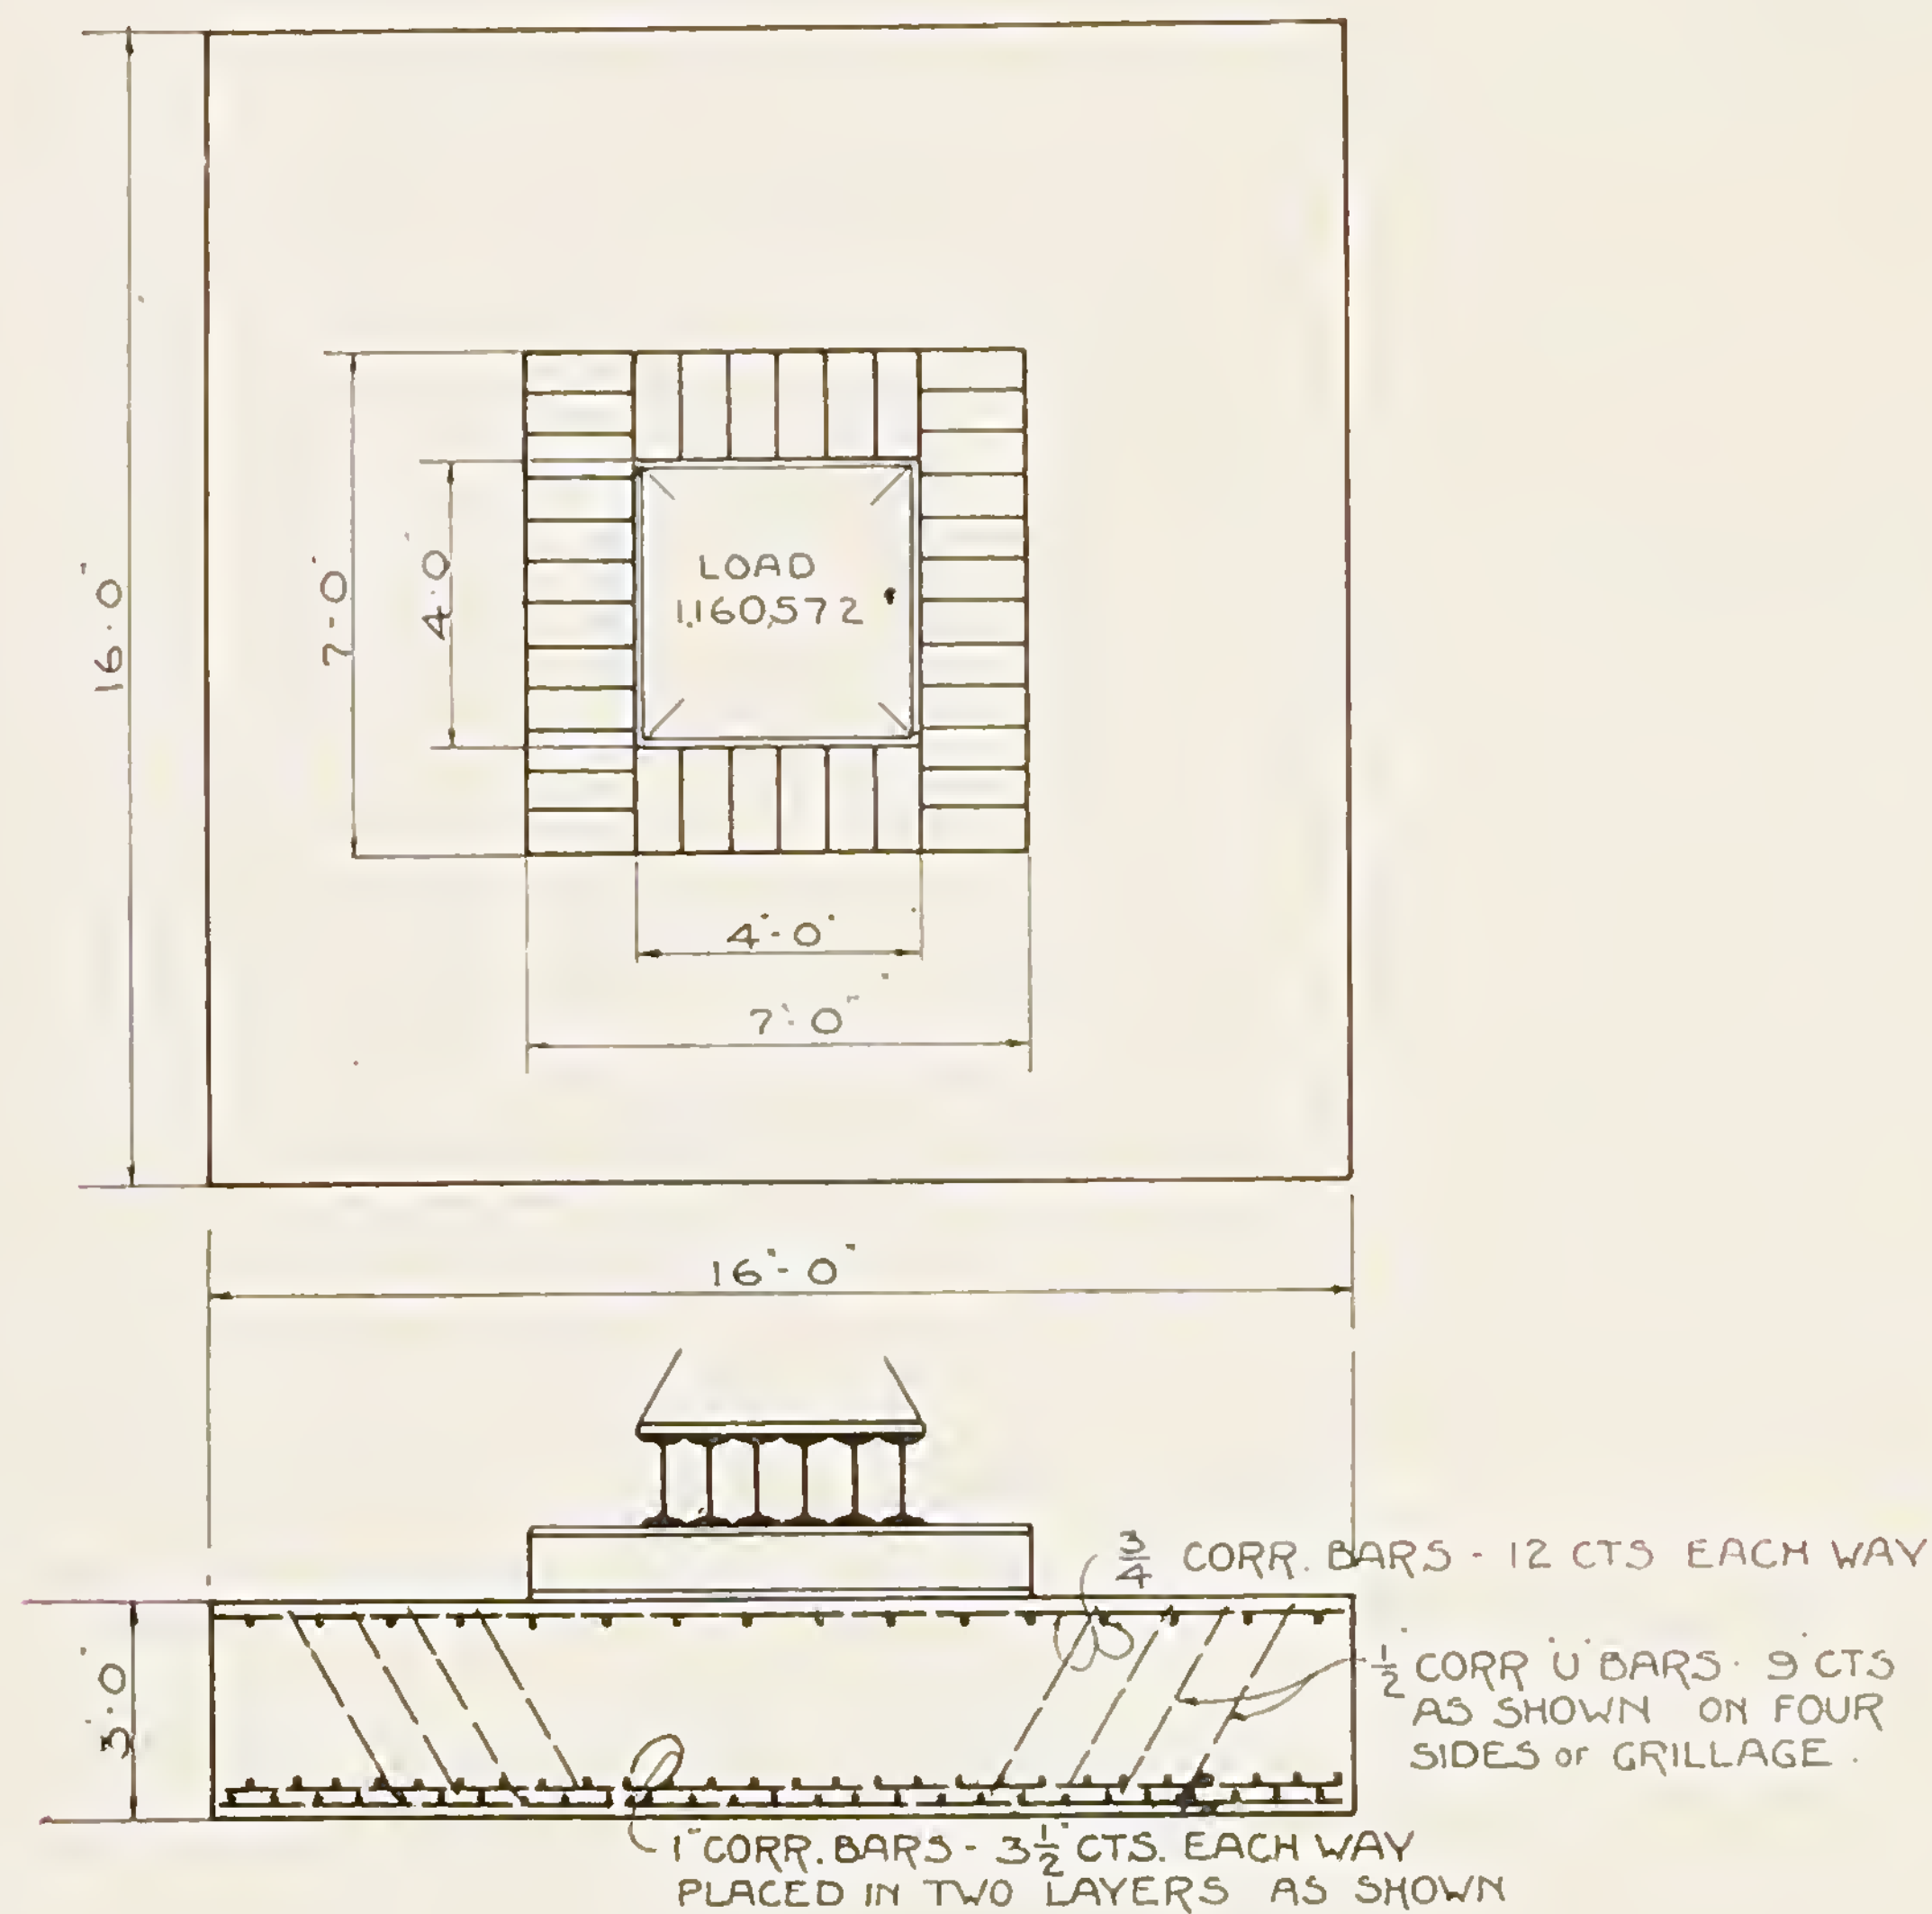 16'-0"
7'-0"
4'-0"
LOAD
1,160,572
4'-0"
7'-0"
16'-0"
3/4 CORR. BARS - 12 CTS EACH WAY
1/2" CORR "U" BARS - 9" CTS
AS SHOWN ON FOUR
SIDES OF GRILLAGE.
3'-0"
1" CORR. BARS - 3 1/2" CTS. EACH WAY
PLACED IN TWO LAYERS AS SHOWN